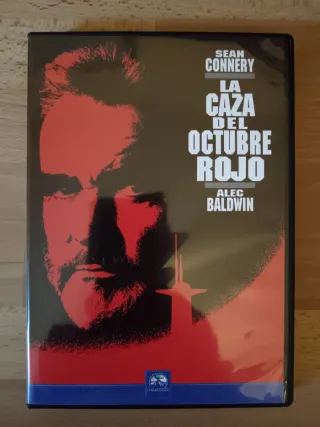 SEAN
CONNERY
LA
CAZA
DEL
OCTUBRE
ROJO
ALEC
BALDWIN